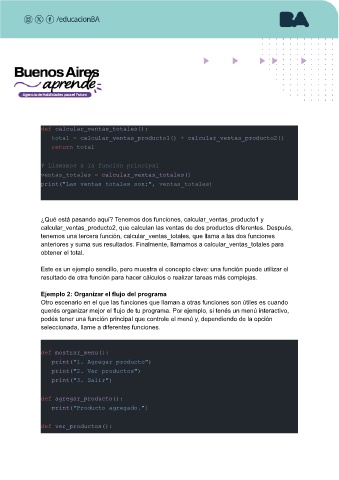 /educacionBA
BA
Buenos Aires
aprende
Agencia de Habilidades para el Futuro
def calcular_ventas_totales():
total = calcular_ventas_producto1() + calcular_ventas_producto2()
return total
# Llamamos a la función principal
ventas_totales = calcular_ventas_totales()
print("Las ventas totales son:", ventas_totales)
¿Qué está pasando aquí? Tenemos dos funciones, calcular_ventas_producto1 y
calcular_ventas_producto2, que calculan las ventas de dos productos diferentes. Después,
tenemos una tercera función, calcular_ventas_totales, que llama a las dos funciones
anteriores y suma sus resultados. Finalmente, llamamos a calcular_ventas_totales para
obtener el total.
Este es un ejemplo sencillo, pero muestra el concepto clave: una función puede utilizar el
resultado de otra función para hacer cálculos o realizar tareas más complejas.
Ejemplo 2: Organizar el flujo del programa
Otro escenario en el que las funciones que llaman a otras funciones son útiles es cuando
querés organizar mejor el flujo de tu programa. Por ejemplo, si tenés un menú interactivo,
podés tener una función principal que controle el menú y, dependiendo de la opción
seleccionada, llame a diferentes funciones.
def mostrar_menu():
print("1. Agregar producto")
print("2. Ver productos")
print("3. Salir")
def agregar_producto():
print("Producto agregado.")
def ver_productos():